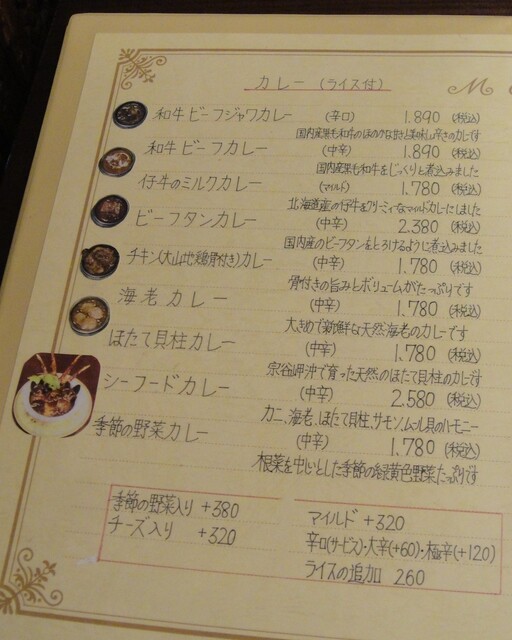 カレー (ライス付)
和牛ビーフジャワカレー (辛口) 1.890 (税込)
国内産黒毛和牛のほのかな甘さと美味しい辛さのカレーです
和牛ビーフカレー (中辛) 1.890 (税込)
国内産黒毛和牛をじっくりと煮込みました
仔牛のミルクカレー (マイルド) 1.780 (税込)
北海道産の仔牛をクリーミィなマイルドカレーにしました
ビーフタンカレー (中辛) 2.380 (税込)
国内産のビーフタンをとろけるように煮込みました
チキン(大山地鶏骨付き)カレー (中辛) 1.780 (税込)
骨付きの旨みとボリュームがたっぷりです
海老カレー (中辛) 1.780 (税込)
大きめで新鮮な天然海老のカレーです
ほたて貝柱カレー (中辛) 1.780 (税込)
宗谷岬沖で育った天然のほたて貝柱のカレーです
シーフードカレー (中辛) 2.580 (税込)
カニ、海老、ほたて貝柱、サーモン、ムール貝のハーモニー
季節の野菜カレー (中辛) 1.780 (税込)
根菜を中心とした季節の緑黄色野菜たっぷりです
季節の野菜入り +380
チーズ入り +320
マイルド +320
辛口(サービス)・大辛(+60)・極辛(+120)
ライスの追加 260